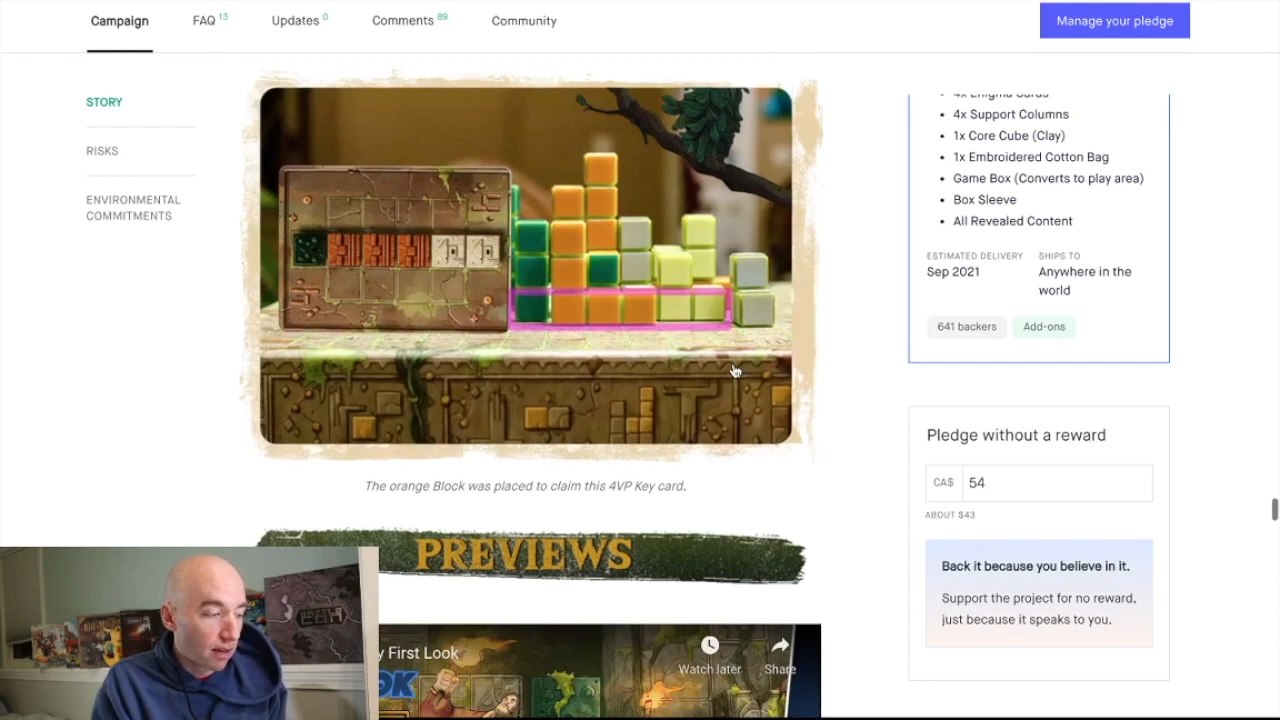 Campaign
FAQ 13
Updates 0
Comments 89
Community
Manage your pledge
STORY
RISKS
ENVIRONMENTAL
COMMITMENTS
The orange Block was placed to claim this 4VP Key card.
PREVIEWS
y First Look
Watch later
Share
4x Enigma Cards
4x Support Columns
1x Core Cube (Clay)
1x Embroidered Cotton Bag
Game Box (Converts to play area)
Box Sleeve
All Revealed Content
ESTIMATED DELIVERY
Sep 2021
SHIPS TO
Anywhere in the
world
641 backers
Add-ons
Pledge without a reward
CA$
54
ABOUT $43
Back it because you believe in it.
Support the project for no reward,
just because it speaks to you.